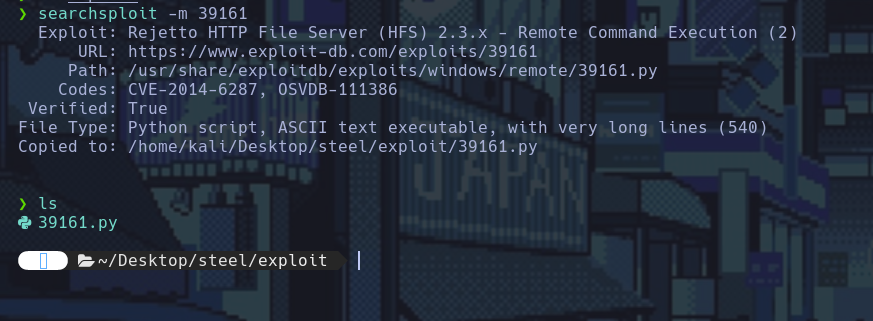 ❯ searchsploit -m 39161
Exploit: Rejetto HTTP File Server (HFS) 2.3.x - Remote Command Execution (2)
URL: https://www.exploit-db.com/exploits/39161
Path: /usr/share/exploitdb/exploits/windows/remote/39161.py
Codes: CVE-2014-6287, OSVDB-111386
Verified: True
File Type: Python script, ASCII text executable, with very long lines (540)
Copied to: /home/kali/Desktop/steel/exploit/39161.py
❯ ls
39161.py
JAPAN
~/Desktop/steel/exploit